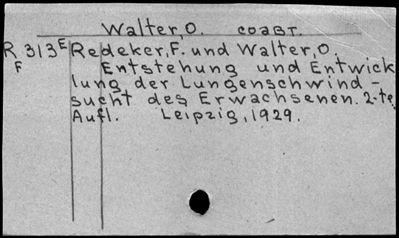 Walter, O. соавт.
R 313E Redeker, F. und Walter, O.
F Entstehung und Entwick
lung der Lungenschwind-
sucht des Erwachsenen. 2-te
Aufl. Leipzig, 1929.